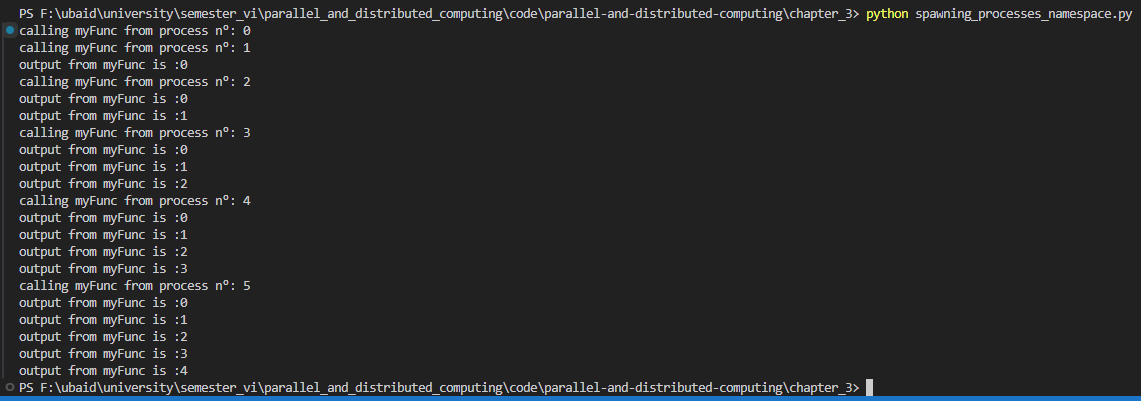 PS F:\ubaid\university\semester_vi\parallel_and_distributed_computing\code\parallel-and-distributed-computing\chapter_3> python spawning_processes_namespace.py
calling myFunc from process n°: 0
calling myFunc from process n°: 1
output from myFunc is :0
calling myFunc from process n°: 2
output from myFunc is :0
output from myFunc is :1
calling myFunc from process n°: 3
output from myFunc is :0
output from myFunc is :1
output from myFunc is :2
calling myFunc from process n°: 4
output from myFunc is :0
output from myFunc is :1
output from myFunc is :2
output from myFunc is :3
calling myFunc from process n°: 5
output from myFunc is :0
output from myFunc is :1
output from myFunc is :2
output from myFunc is :3
output from myFunc is :4
PS F:\ubaid\university\semester_vi\parallel_and_distributed_computing\code\parallel-and-distributed-computing\chapter_3>